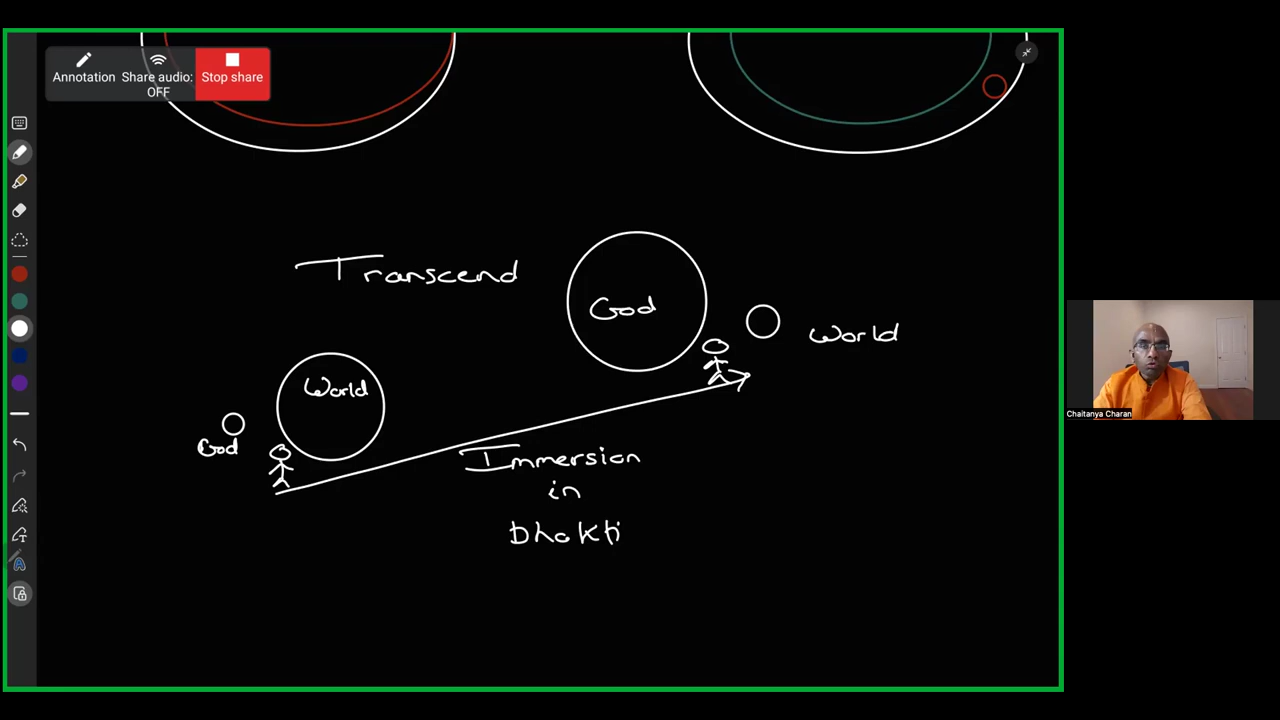 Annotation
Share audio:
OFF
Stop share
Transcend
God
World
World
God
Immersion
in
Bhakti
Chaitanya Charan